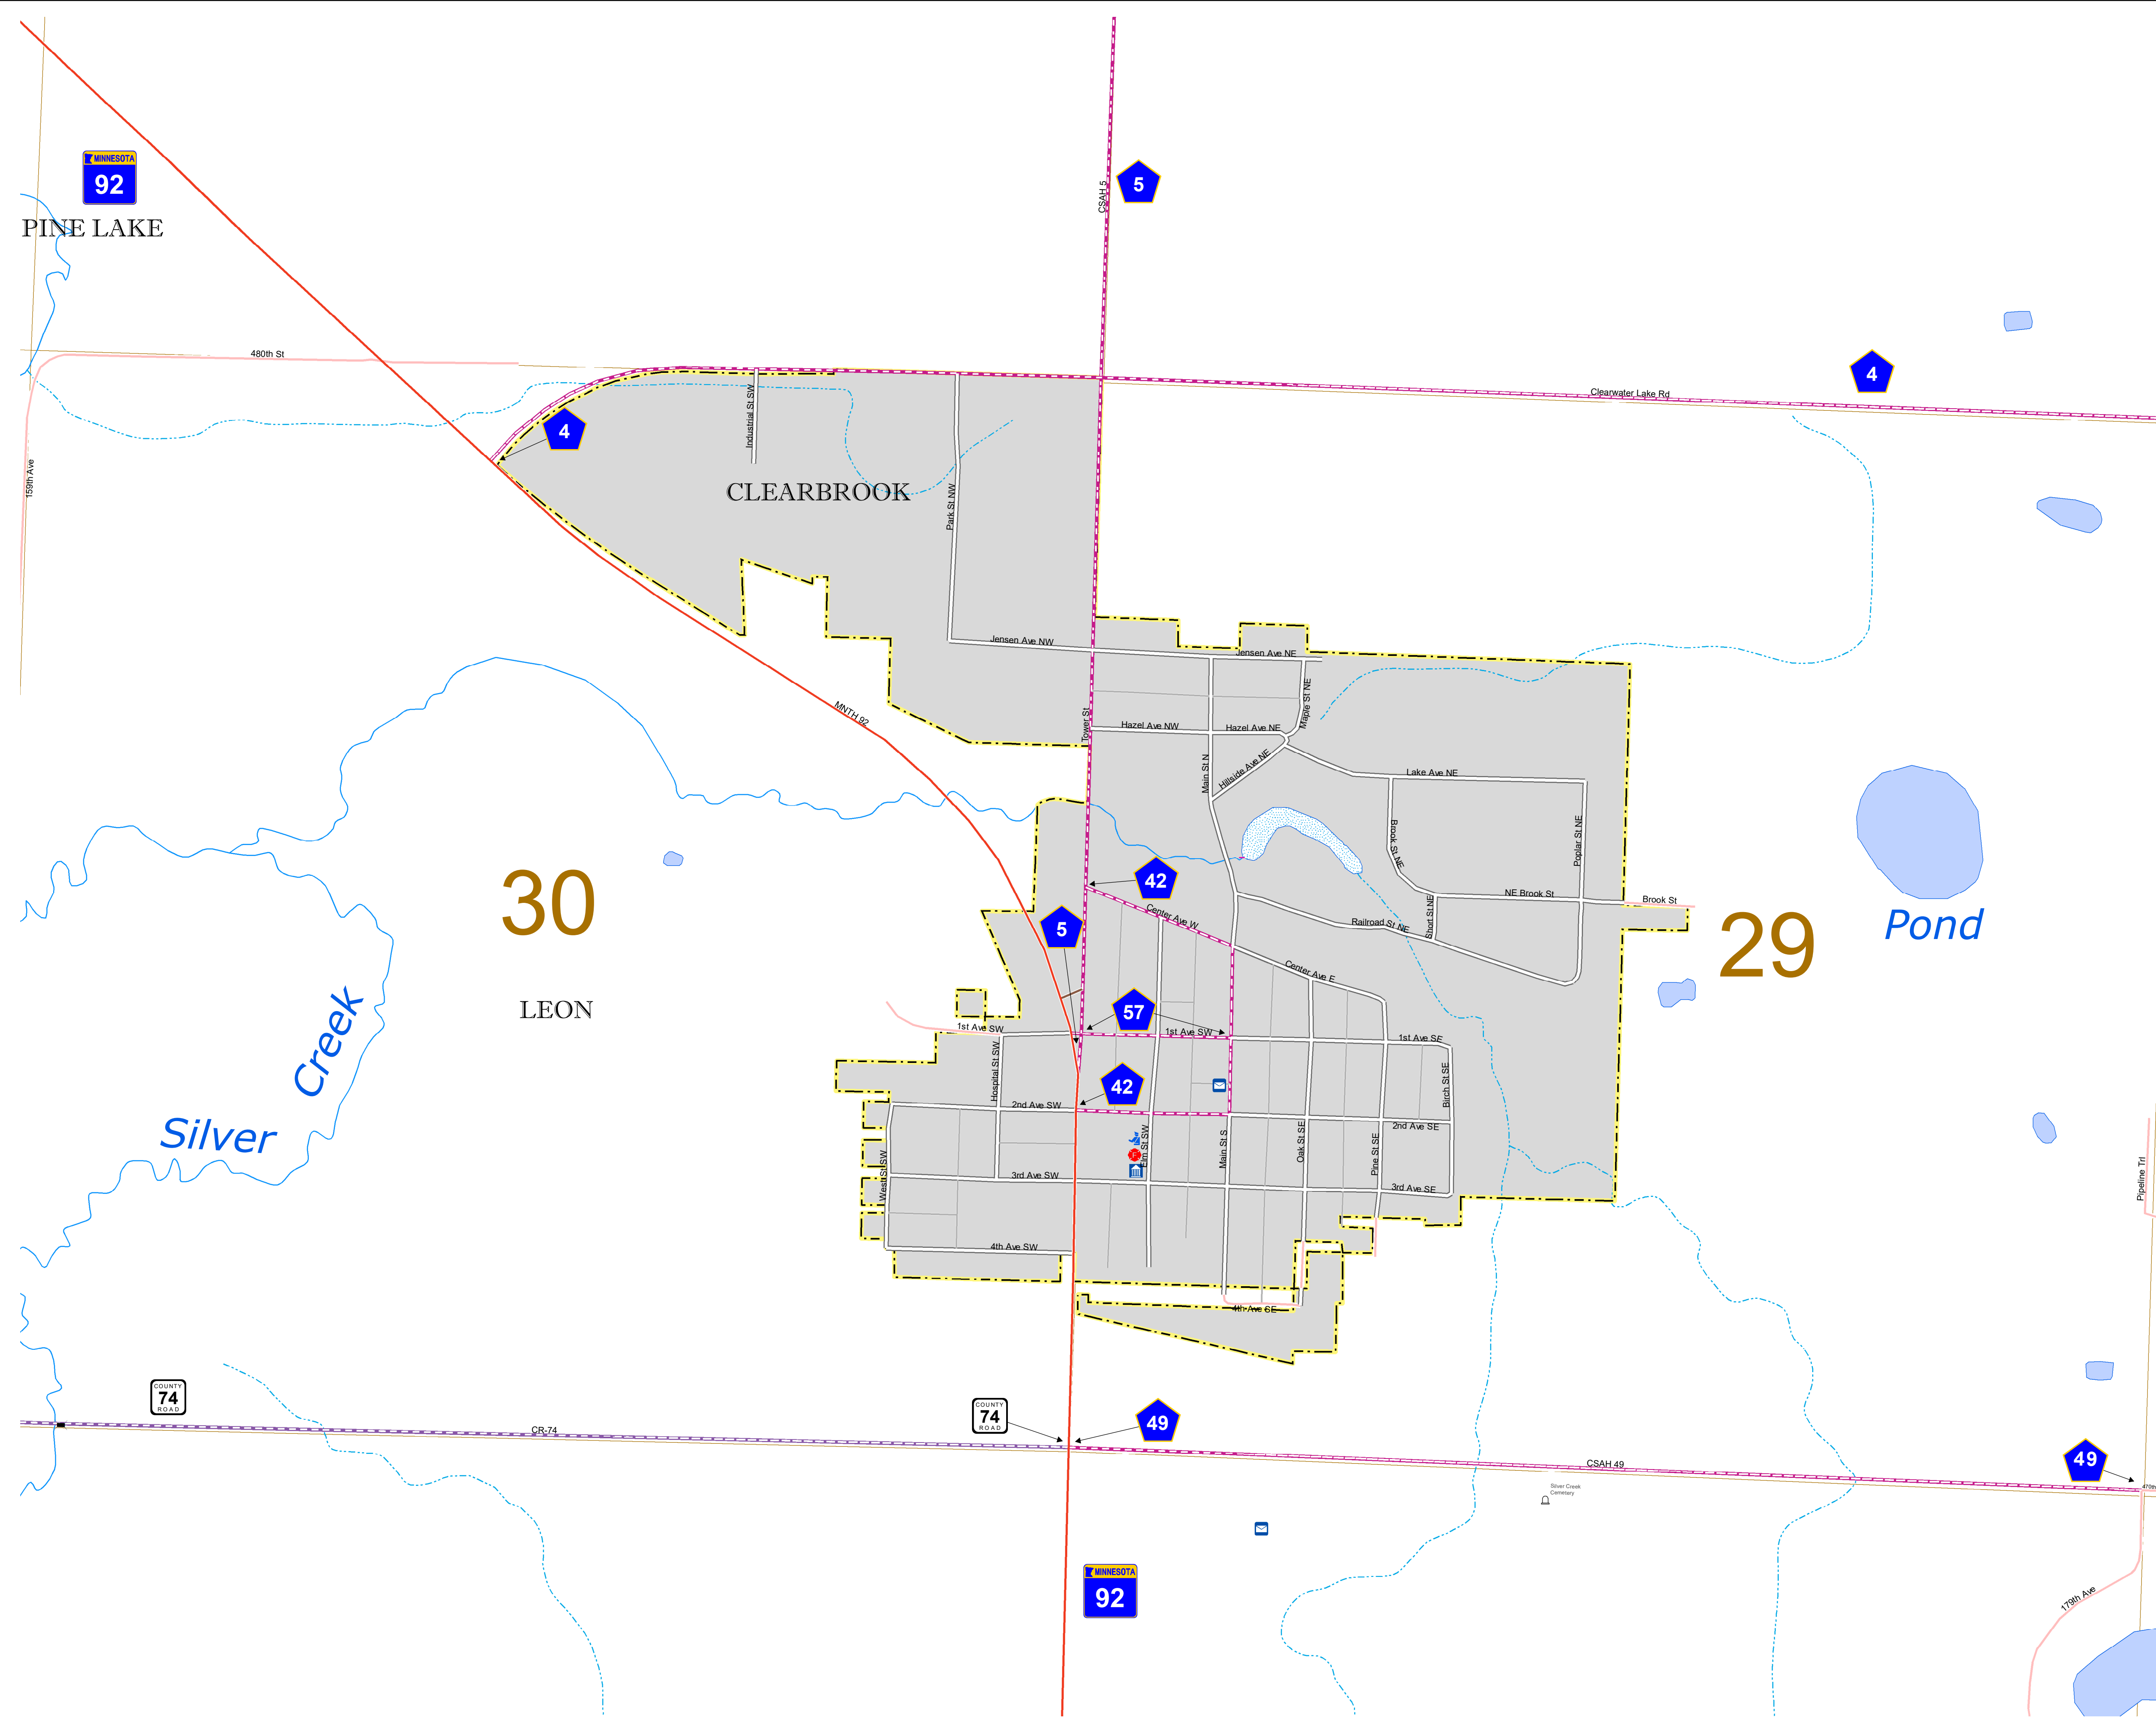 MINNESOTA
92
PINE LAKE
CSAH 5
5
480th St
4
Clearwater Lake Rd
4
Industrial St SW
159th Ave
CLEARBROOK
Park St NW
Jensen Ave NW
Jensen Ave NE
Maple St NE
MNTH 92
Tower St
Hazel Ave NW
Hazel Ave NE
Main St N
Hillside Ave NE
Lake Ave NE
Brook St NE
Poplar St NE
30
42
NE Brook St
Brook St
Center Ave W
Short St NE
Railroad St NE
5
29
Pond
Center Ave E
LEON
57
1st Ave SW
1st Ave SW
1st Ave SE
Silver
Creek
Hospital St SW
42
Birch St SE
2nd Ave SW
2nd Ave SE
Elm St SW
Main St S
Oak St SE
Pine St SE
West St SW
3rd Ave SW
3rd Ave SE
Pipeline Trl
4th Ave SW
4th Ave SE
COUNTY
74
ROAD
COUNTY
74
ROAD
49
CR-74
CSAH 49
49
470th
Silver Creek
Cemetery
MINNESOTA
92
179th Ave